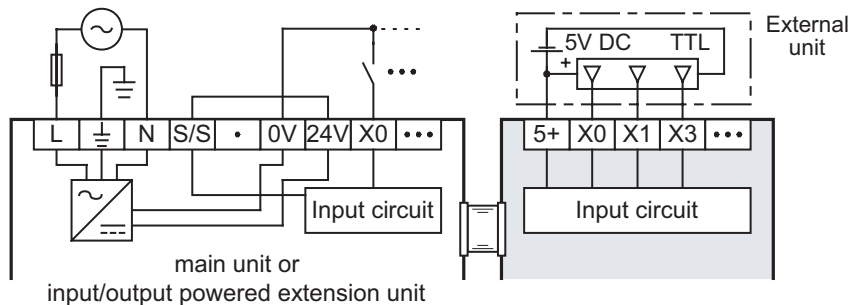 5V DC TTL
+
External
unit
L N S/S • 0V 24V X0 •••
5+ X0 X1 X3 •••
Input circuit
Input circuit
main unit or
input/output powered extension unit